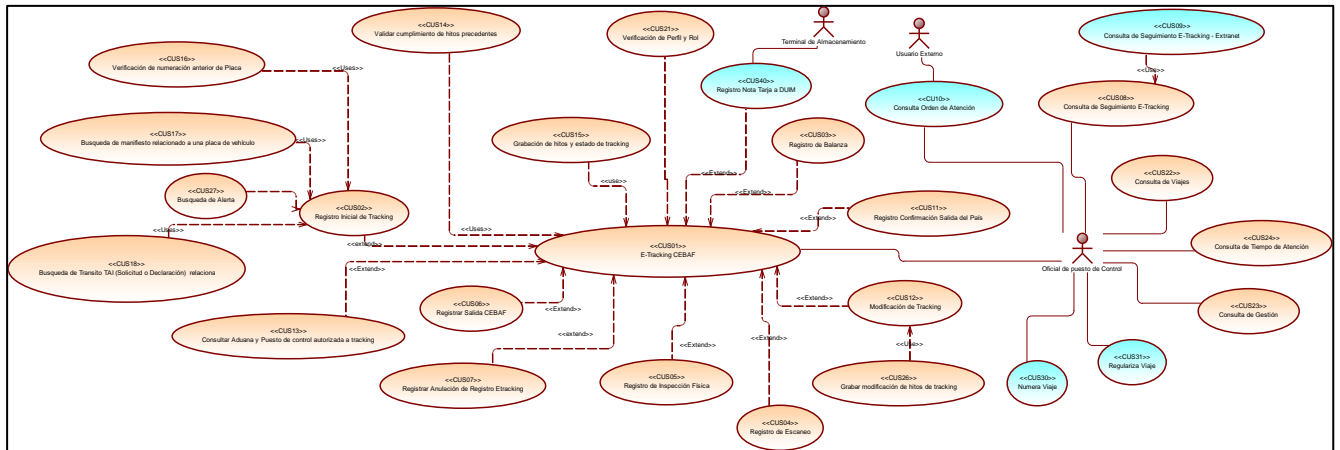 <<CUS14>>
Validar cumplimiento de hitos precedentes
<<CUS21>>
Verificación de Perfil y Rol
Terminal de Almacenamiento
Usuario Externo
<<CUS09>>
Consulta de Seguimiento E-Tracking - Extranet
<<CUS16>>
Verificación de numeración anterior de Placa
<<Uses>>
<<CUS40>>
Registro Nota Tarja a DUIM
<<CU10>>
Consulta Orden de Atención
<<Use>>
<<CUS08>>
Consulta de Seguimiento E-Tracking
<<CUS17>>
Busqueda de manifiesto relacionado a una placa de vehículo
<<Uses>>
<<CUS15>>
Grabación de hitos y estado de tracking
<<CUS03>>
Registro de Balanza
<<CUS27>>
Busqueda de Alerta
<<use>>
<<Extend>>
<<Extend>>
<<CUS22>>
Consulta de Viajes
<<CUS02>>
Registro Inicial de Tracking
<<CUS11>>
Registro Confirmación Salida del País
<<Extend>>
<<Uses>>
<<Uses>>
<<extend>>
<<CUS01>>
E-Tracking CEBAF
<<CUS24>>
Consulta de Tiempo de Atención
<<CUS18>>
Busqueda de Transito TAI (Solicitud o Declaración) relaciona
<<Extend>>
Oficial de puesto de Control
<<CUS06>>
Registrar Salida CEBAF
<<Extend>>
<<Extend>>
<<CUS12>>
Modificación de Tracking
<<CUS23>>
Consulta de Gestión
<<CUS13>>
Consultar Aduana y Puesto de control autorizada a tracking
<<extend>>
<<Extend>>
<<Extend>>
<<Use>>
<<CUS31>>
Regulariza Viaje
<<CUS07>>
Registrar Anulación de Registro Etracking
<<CUS05>>
Registro de Inspección Física
<<CUS26>>
Grabar modificación de hitos de tracking
<<CUS30>>
Numera Viaje
<<CUS04>>
Registro de Escaneo